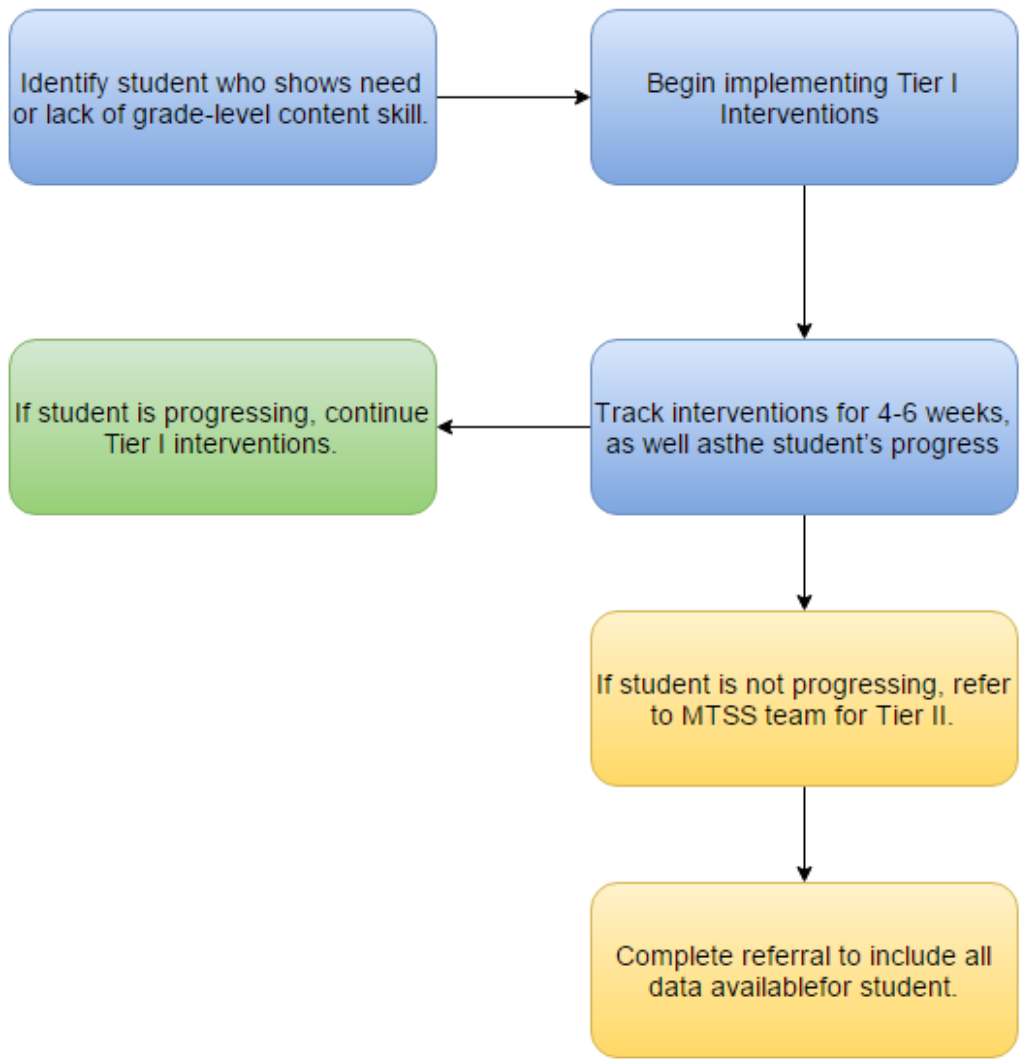 Identify student who shows need
or lack of grade-level content skill.
Begin implementing Tier I
Interventions
If student is progressing, continue
Tier I interventions.
Track interventions for 4-6 weeks,
as well asthe student’s progress
If student is not progressing, refer
to MTSS team for Tier II.
Complete referral to include all
data availablefor student.